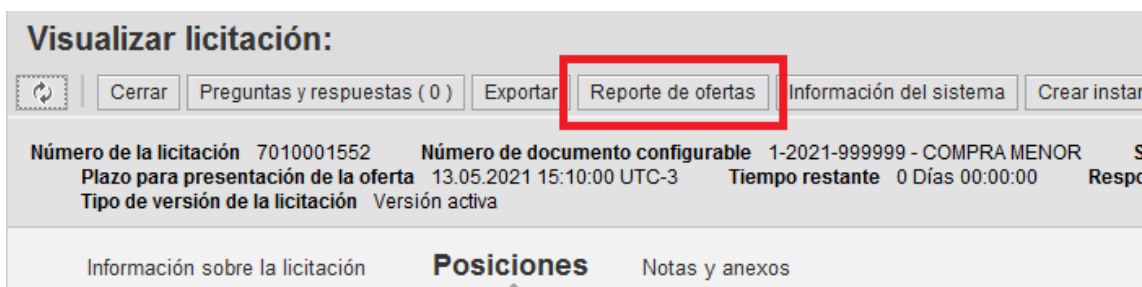 Visualizar licitación:
Cerrar Preguntas y respuestas ( 0 ) Exportar Reporte de ofertas Información del sistema Crear instan
Número de la licitación 7010001552 Número de documento configurable 1-2021-999999 - COMPRA MENOR S
Plazo para presentación de la oferta 13.05.2021 15:10:00 UTC-3 Tiempo restante 0 Días 00:00:00 Respo
Tipo de versión de la licitación Versión activa
Información sobre la licitación Posiciones Notas y anexos